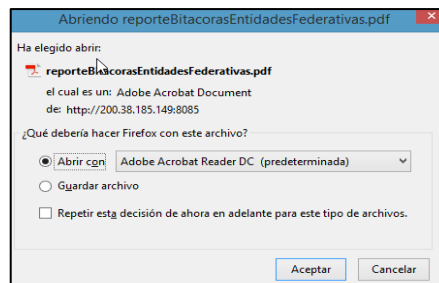 Abriendo reporteBitacorasEntidadesFederativas.pdf
Ha elegido abrir:
reporteBitacorasEntidadesFederativas.pdf
el cual es un: Adobe Acrobat Document
de: http://200.38.185.149:8085
¿Qué debería hacer Firefox con este archivo?
Abrir con Adobe Acrobat Reader DC (predeterminada)
Guardar archivo
Repetir esta decisión de ahora en adelante para este tipo de archivos.
Aceptar Cancelar